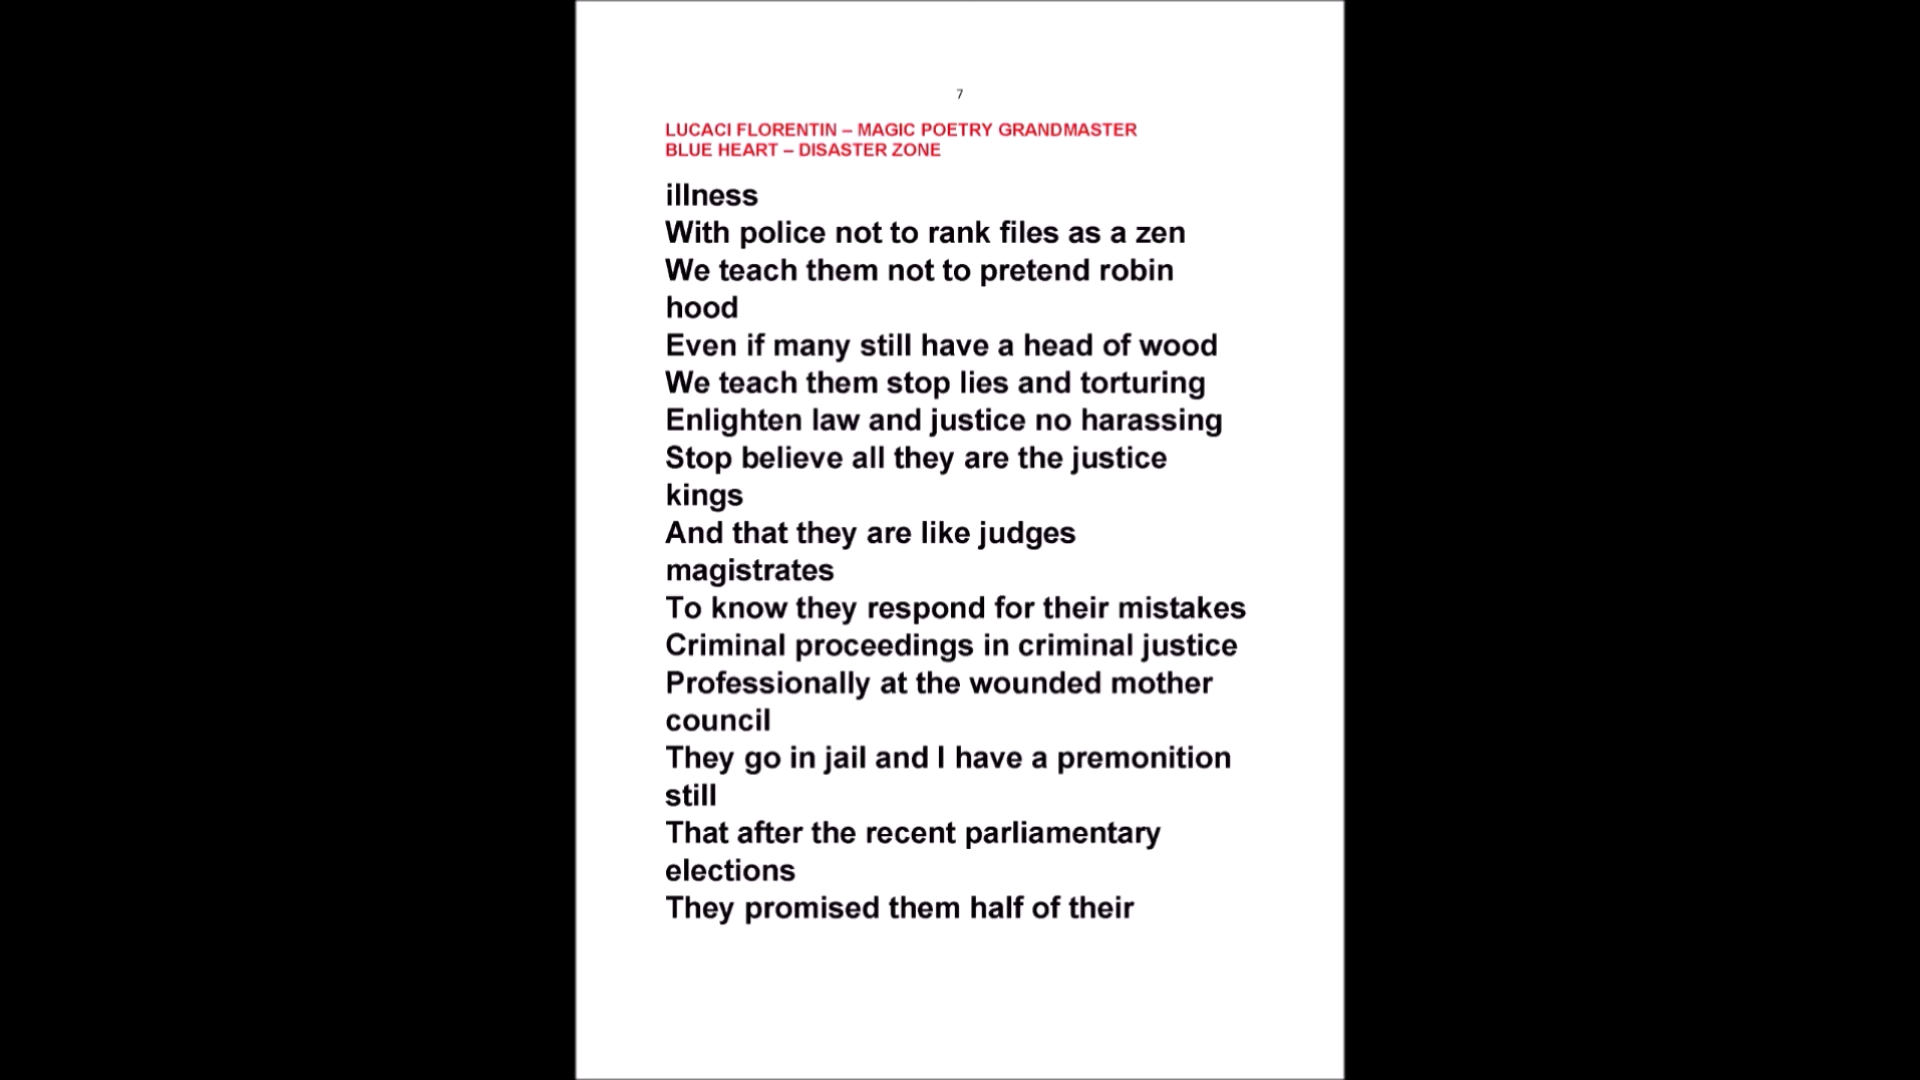 7
LUCACI FLORENTIN – MAGIC POETRY GRANDMASTER
BLUE HEART – DISASTER ZONE
illness
With police not to rank files as a zen
We teach them not to pretend robin
hood
Even if many still have a head of wood
We teach them stop lies and torturing
Enlighten law and justice no harassing
Stop believe all they are the justice
kings
And that they are like judges
magistrates
To know they respond for their mistakes
Criminal proceedings in criminal justice
Professionally at the wounded mother
council
They go in jail and I have a premonition
still
That after the recent parliamentary
elections
They promised them half of their